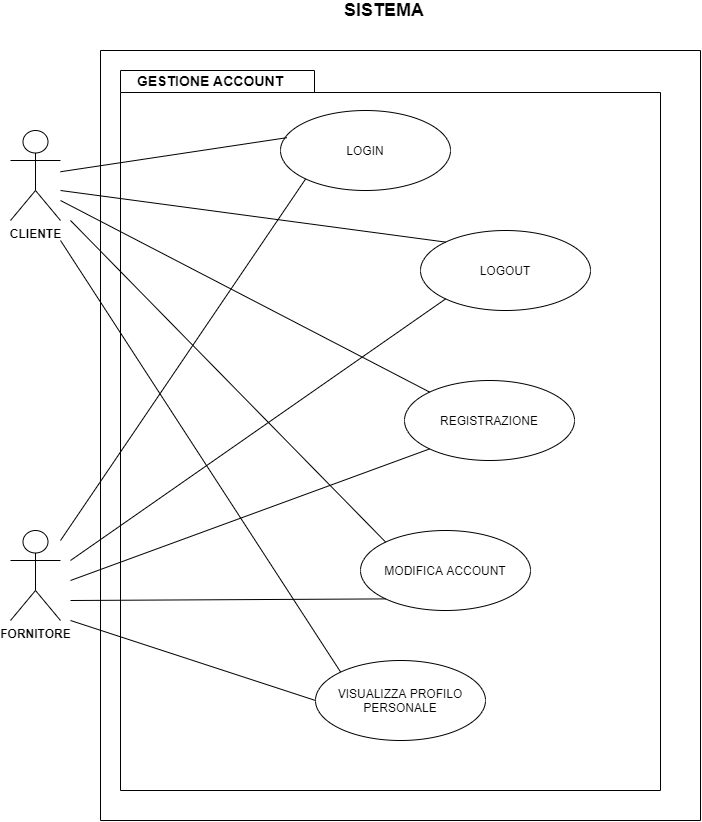 SISTEMA
GESTIONE ACCOUNT
LOGIN
CLIENTE
LOGOUT
REGISTRAZIONE
MODIFICA ACCOUNT
FORNITORE
VISUALIZZA PROFILO
PERSONALE